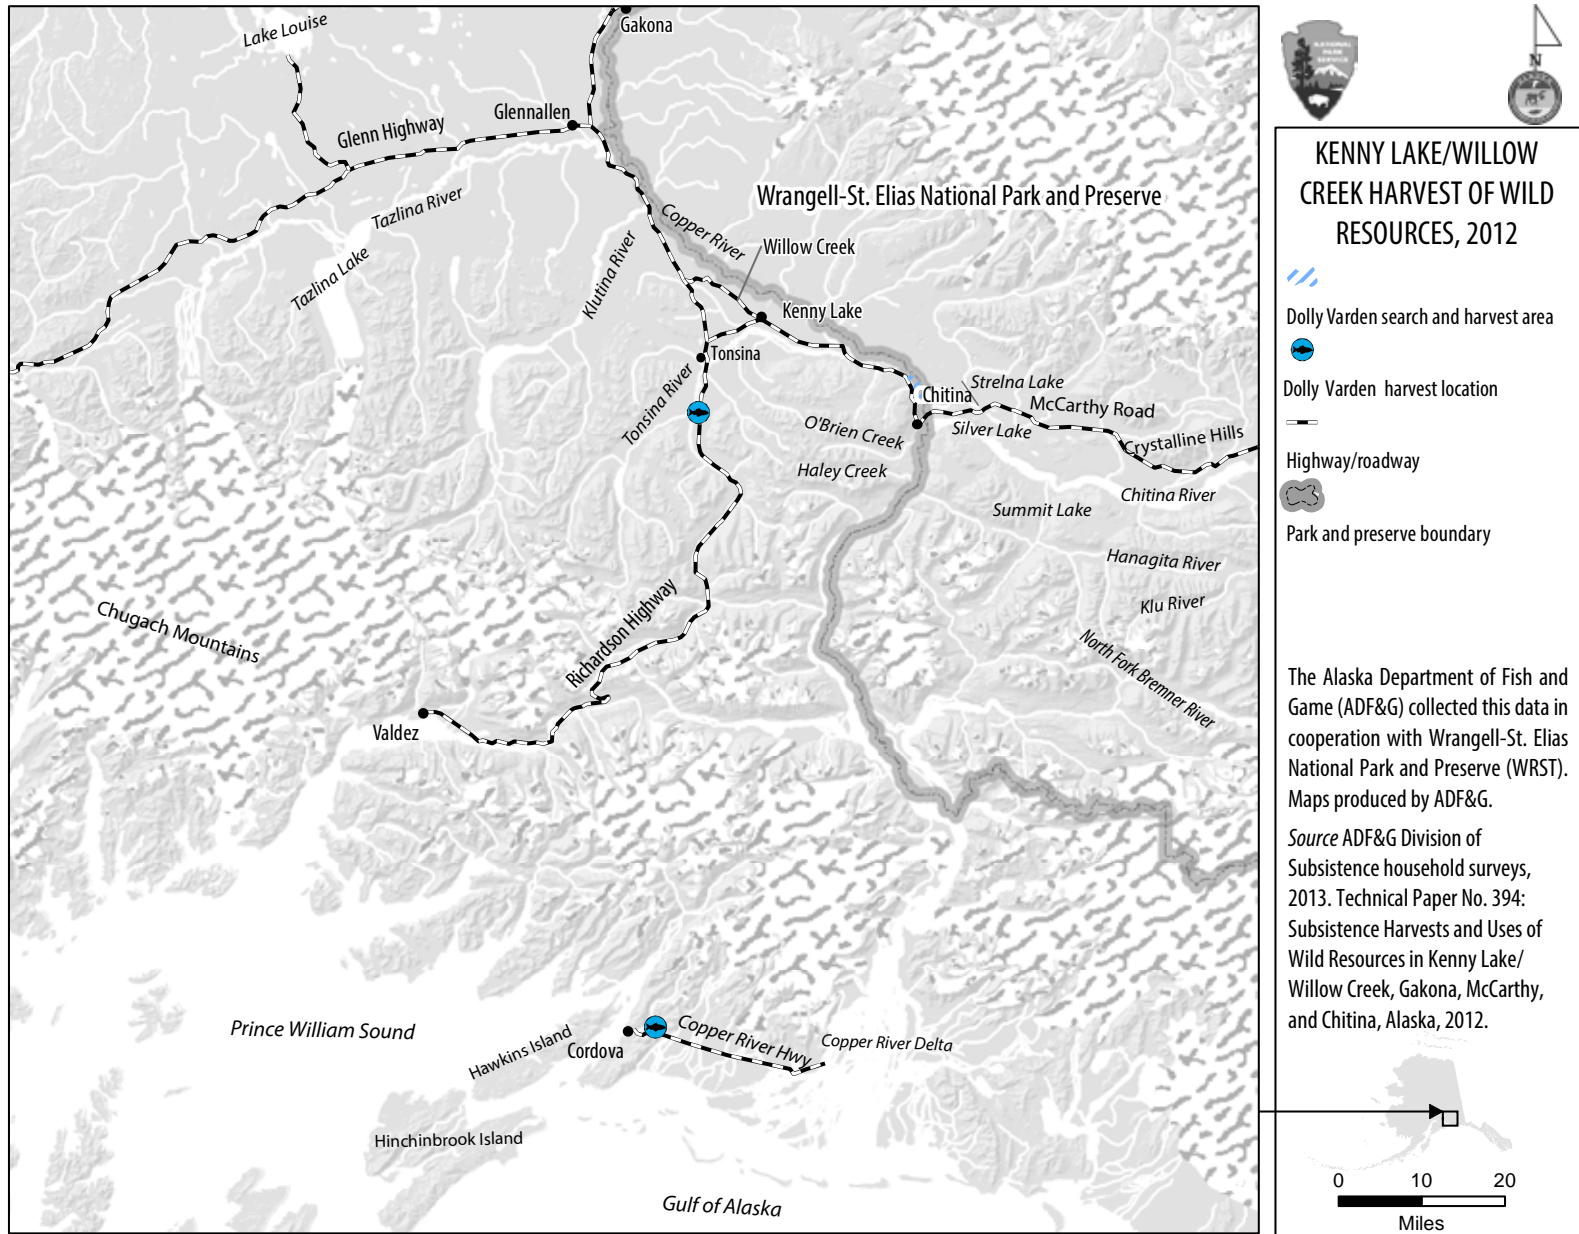 Lake Louise
Gakona
Glenn Highway
Glennallen
Tazlina River
Tazlina Lake
Klutina River
Copper River
Wrangell-St. Elias National Park and Preserve
Willow Creek
Kenny Lake
Tonsina
Tonsina River
Chitina
Strelna Lake
McCarthy Road
Silver Lake
Crystalline Hills
O'Brien Creek
Haley Creek
Chitina River
Summit Lake
Hanagita River
Klu River
North Fork Bremner River
Chugach Mountains
Richardson Highway
Valdez
Prince William Sound
Hawkins Island
Cordova
Copper River Hwy
Copper River Delta
Hinchinbrook Island
Gulf of Alaska
NATIONAL
PARK
SERVICE
N
KENNY LAKE/WILLOW
CREEK HARVEST OF WILD
RESOURCES, 2012
Dolly Varden search and harvest area
Dolly Varden harvest location
Highway/roadway
Park and preserve boundary
The Alaska Department of Fish and
Game (ADF&G) collected this data in
cooperation with Wrangell-St. Elias
National Park and Preserve (WRST).
Maps produced by ADF&G.
Source ADF&G Division of
Subsistence household surveys,
2013. Technical Paper No. 394:
Subsistence Harvests and Uses of
Wild Resources in Kenny Lake/
Willow Creek, Gakona, McCarthy,
and Chitina, Alaska, 2012.
0 10 20
Miles